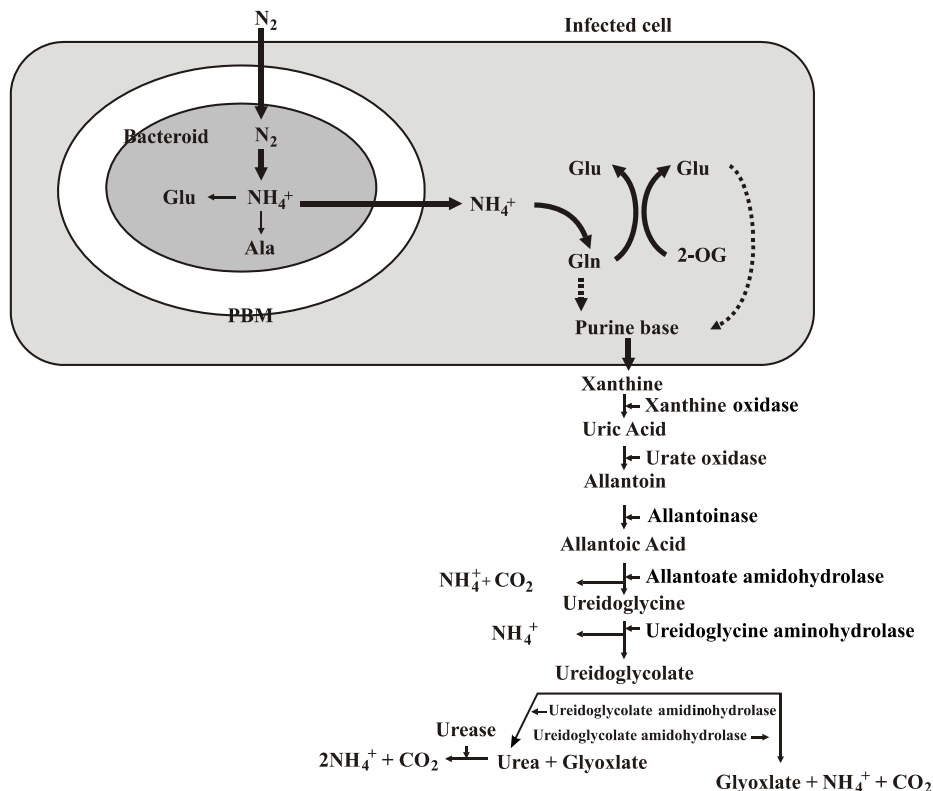 N₂
Infected cell
Bacteroid
N₂
Glu
NH₄⁺
Ala
PBM
NH₄⁺
Glu
Glu
Gln
2-OG
Purine base
Xanthine
Xanthine oxidase
Uric Acid
Urate oxidase
Allantoin
Allantoinase
Allantoic Acid
NH₄⁺+ CO₂
Allantoate amidohydrolase
Ureidoglycine
NH₄⁺
Ureidoglycine aminohydrolase
Ureidoglycolate
Ureidoglycolate amidinohydrolase
Ureidoglycolate amidohydrolase
Urease
2NH₄⁺ + CO₂
Urea + Glyoxlate
Glyoxlate + NH₄⁺ + CO₂